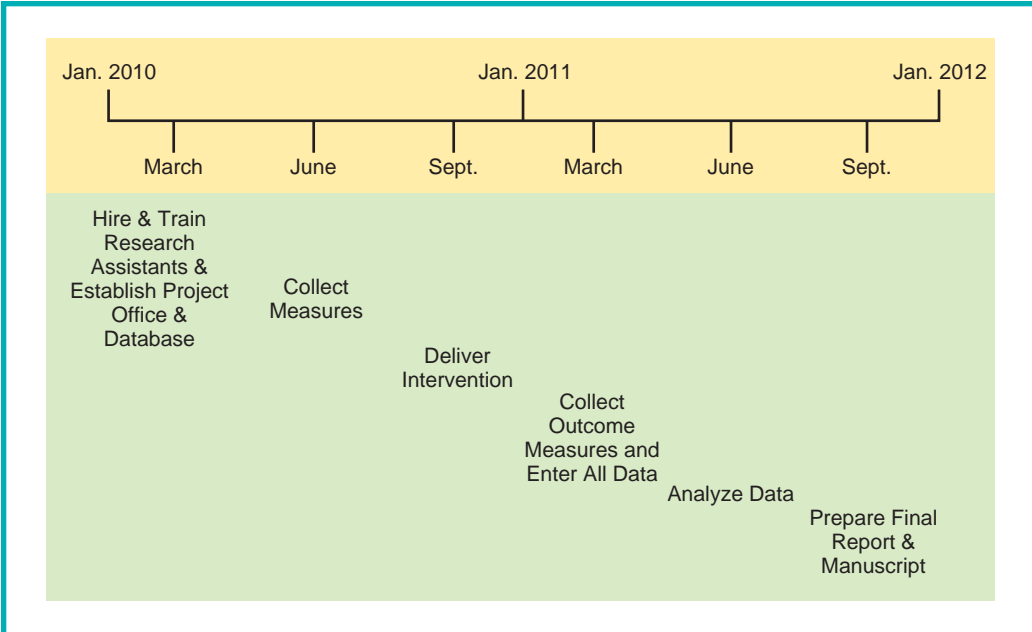 Jan. 2010 Jan. 2011 Jan. 2012
March June Sept. March June Sept.
Hire & Train
Research
Assistants &
Establish Project
Office &
Database
Collect
Measures
Deliver
Intervention
Collect
Outcome
Measures and
Enter All Data
Analyze Data
Prepare Final
Report &
Manuscript